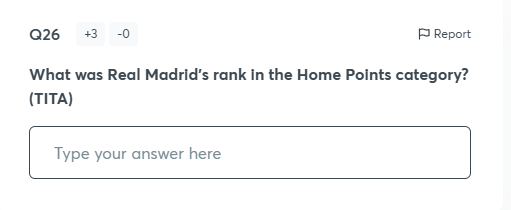 Q26 +3 -0 Report
What was Real Madrid's rank in the Home Points category?
(TITA)
Type your answer here